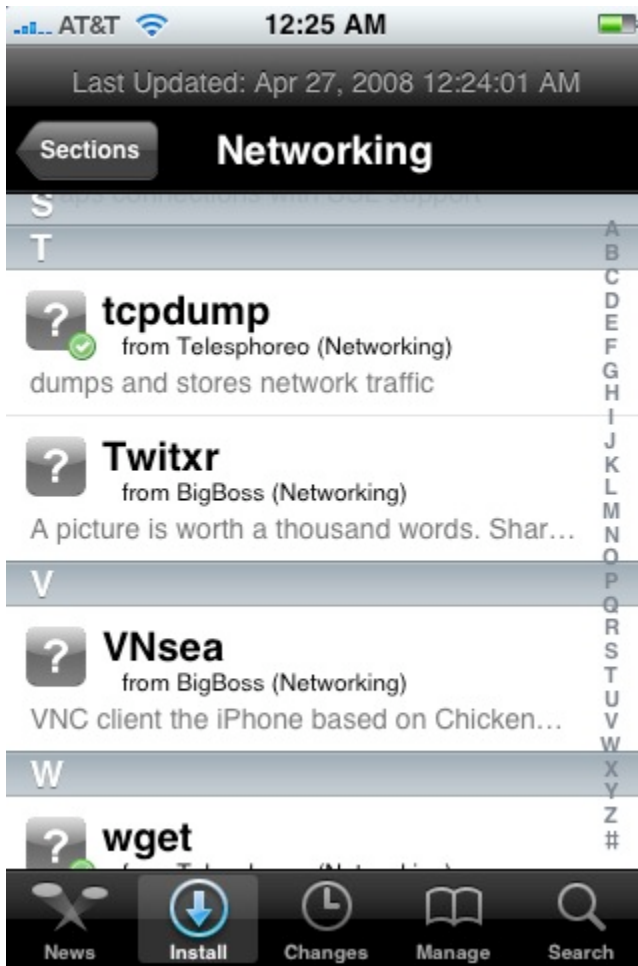 AT&T 12:25 AM
Last Updated: Apr 27, 2008 12:24:01 AM
Sections Networking
S
T
tcpdump
from Telesphoreo (Networking)
dumps and stores network traffic
Twitxr
from BigBoss (Networking)
A picture is worth a thousand words. Shar...
V
VNsea
from BigBoss (Networking)
VNC client the iPhone based on Chicken...
W
wget
A
B
C
D
E
F
G
H
I
J
K
L
M
N
O
P
Q
R
S
T
U
V
W
X
Y
Z
#
News Install Changes Manage Search